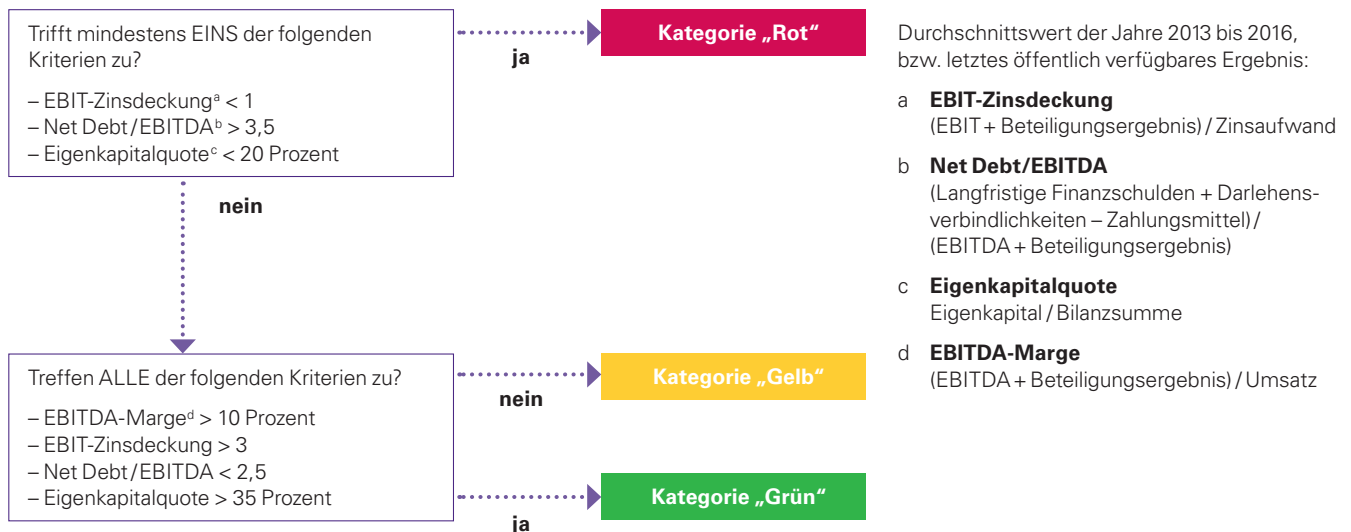 Trifft mindestens EINS der folgenden
Kriterien zu?
– EBIT-Zinsdeckungᵃ < 1
– Net Debt/EBITDAᵇ > 3,5
– Eigenkapitalquoteᶜ < 20 Prozent
ja
Kategorie „Rot“
nein
Treffen ALLE der folgenden Kriterien zu?
– EBITDA-Margeᵈ > 10 Prozent
– EBIT-Zinsdeckung > 3
– Net Debt/EBITDA < 2,5
– Eigenkapitalquote > 35 Prozent
nein
Kategorie „Gelb“
ja
Kategorie „Grün“
Durchschnittswert der Jahre 2013 bis 2016,
bzw. letztes öffentlich verfügbares Ergebnis:
a EBIT-Zinsdeckung
(EBIT + Beteiligungsergebnis) / Zinsaufwand
b Net Debt/EBITDA
(Langfristige Finanzschulden + Darlehens-
verbindlichkeiten – Zahlungsmittel) /
(EBITDA + Beteiligungsergebnis)
c Eigenkapitalquote
Eigenkapital / Bilanzsumme
d EBITDA-Marge
(EBITDA + Beteiligungsergebnis) / Umsatz